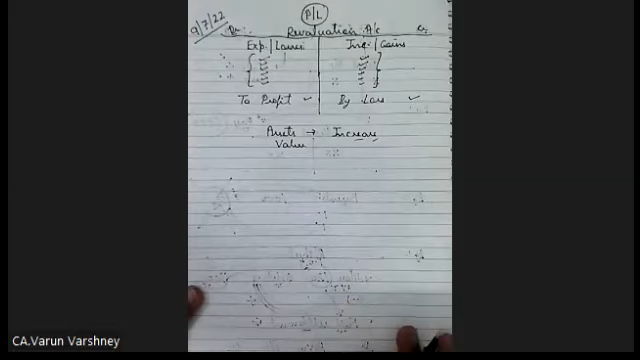 P/L
9/7/22
Dr. Revaluation A/c Cr.
Exp. | Losses Inc. | Gains
To Profit ✓ By Loss ✓
Assets → Increase
Value
CA.Varun Varshney